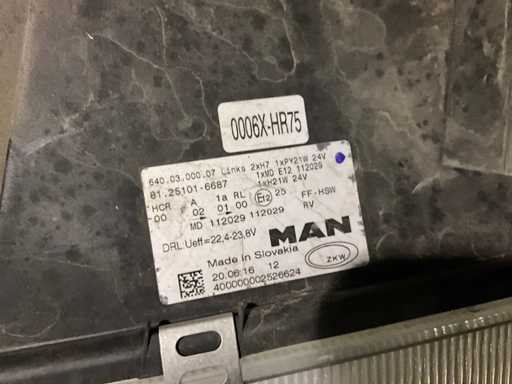 0006X-HR75
640.03.000.07 Links 2xH7 1xPY21W 24V
81.25101-6687 1xMD E12 112029
1xH21W 24V
HCR A 1a RL E12 25 FF-HSW
00 02 01 00 RV
MD 112029 112029
DRL Ueff=22,4-23,8V
MAN
Made in Slovakia
ZKW
20.06.16 12
400000002526624